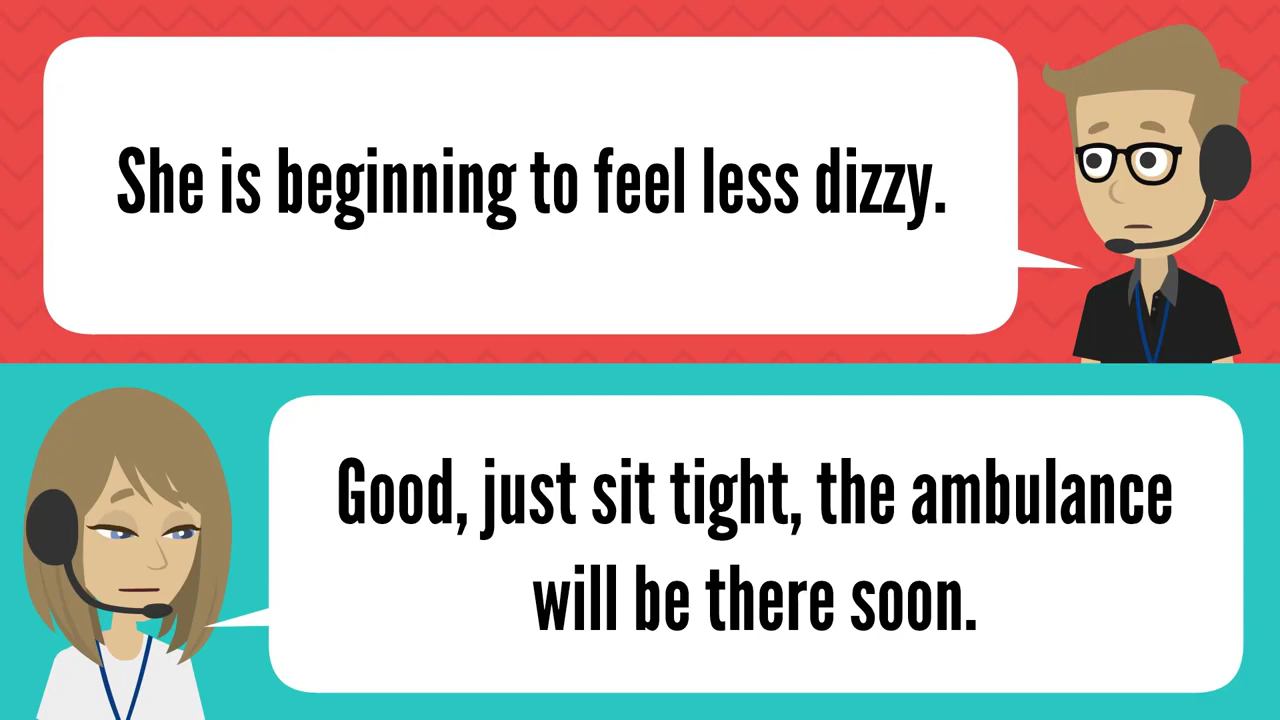 She is beginning to feel less dizzy.
Good, just sit tight, the ambulance
will be there soon.